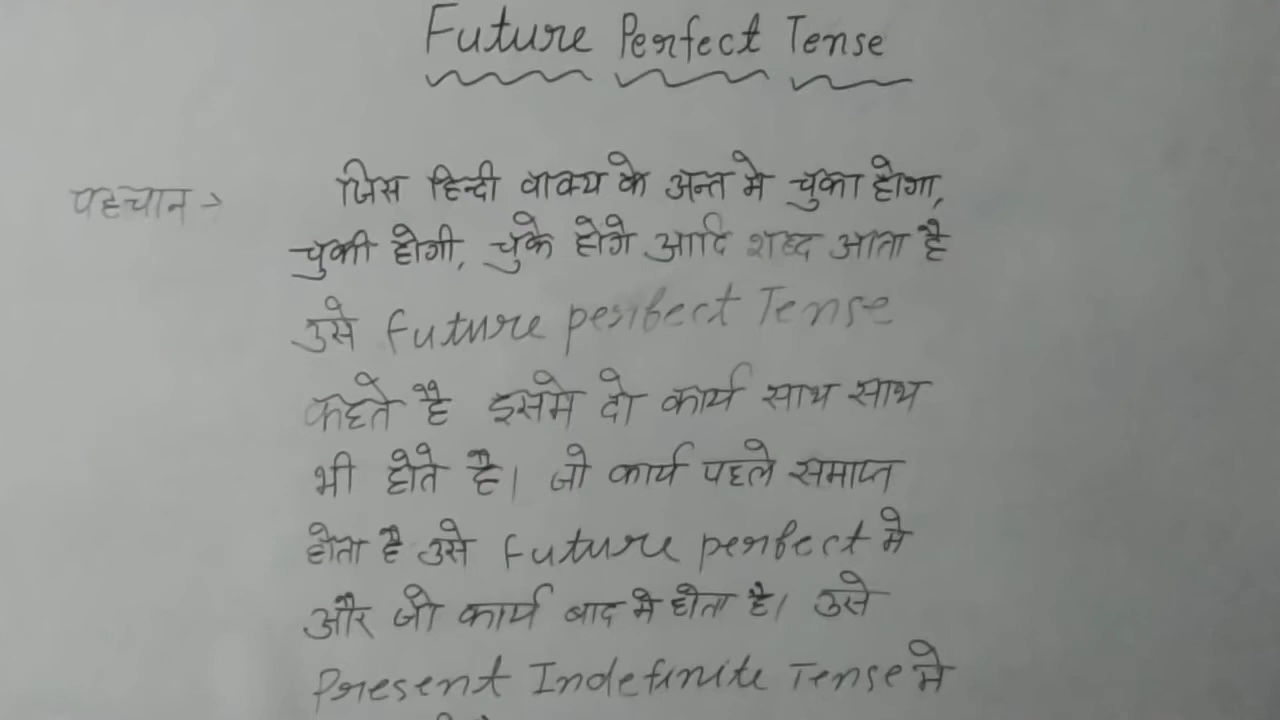 Future Perfect Tense
पहचान → जिस हिन्दी वाक्य के अन्त मे चुका होगा,
चुकी होगी, चुके होगे आदि शब्द आता है
उसे Future perfect Tense
कहते है इसमे दो कार्य साथ साथ
भी होते है। जो कार्य पहले समाप्त
होता है उसे Future perfect मे
और जो कार्य बाद मे होता है। उसे
Present Indefinite Tense मे